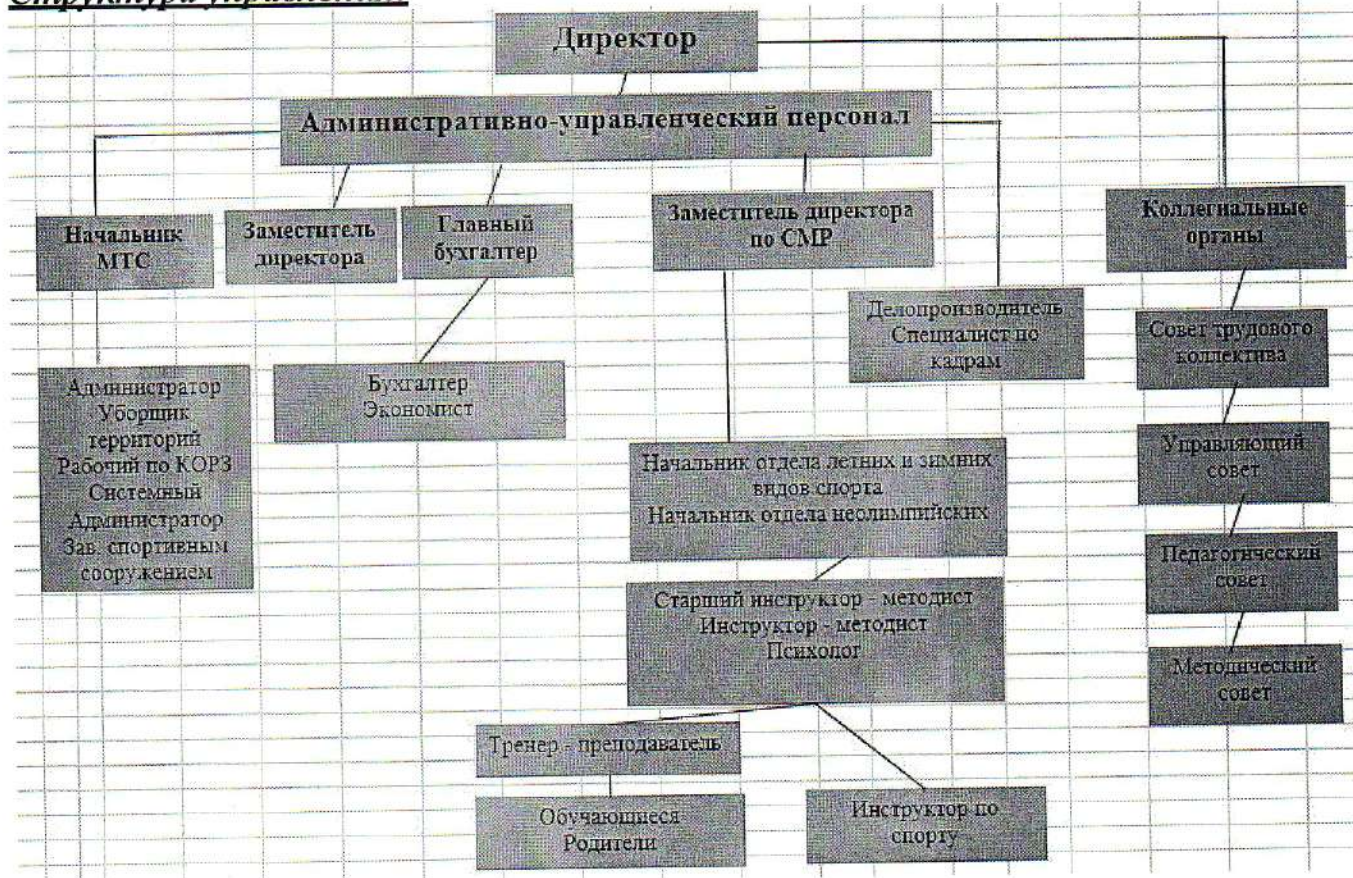 Структура управления
Директор
Административно-управленческий персонал
Начальник
МТС
Заместитель
директора
Главный
бухгалтер
Заместитель директора
по СМР
Коллегиальные
органы
Делопроизводитель
Специалист по
кадрам
Совет трудового
коллектива
Администратор
Уборщик
территорий
Рабочий по КОРЗ
Системный
Администратор
Зав. спортивным
сооружением
Бухгалтер
Экономист
Начальник отдела летних и зимних
видов спорта
Начальник отдела неолимпийских
Управляющий
совет
Педагогический
совет
Старший инструктор - методист
Инструктор - методист
Психолог
Методический
совет
Тренер - преподаватель
Обучающиеся
Родители
Инструктор по
спорту